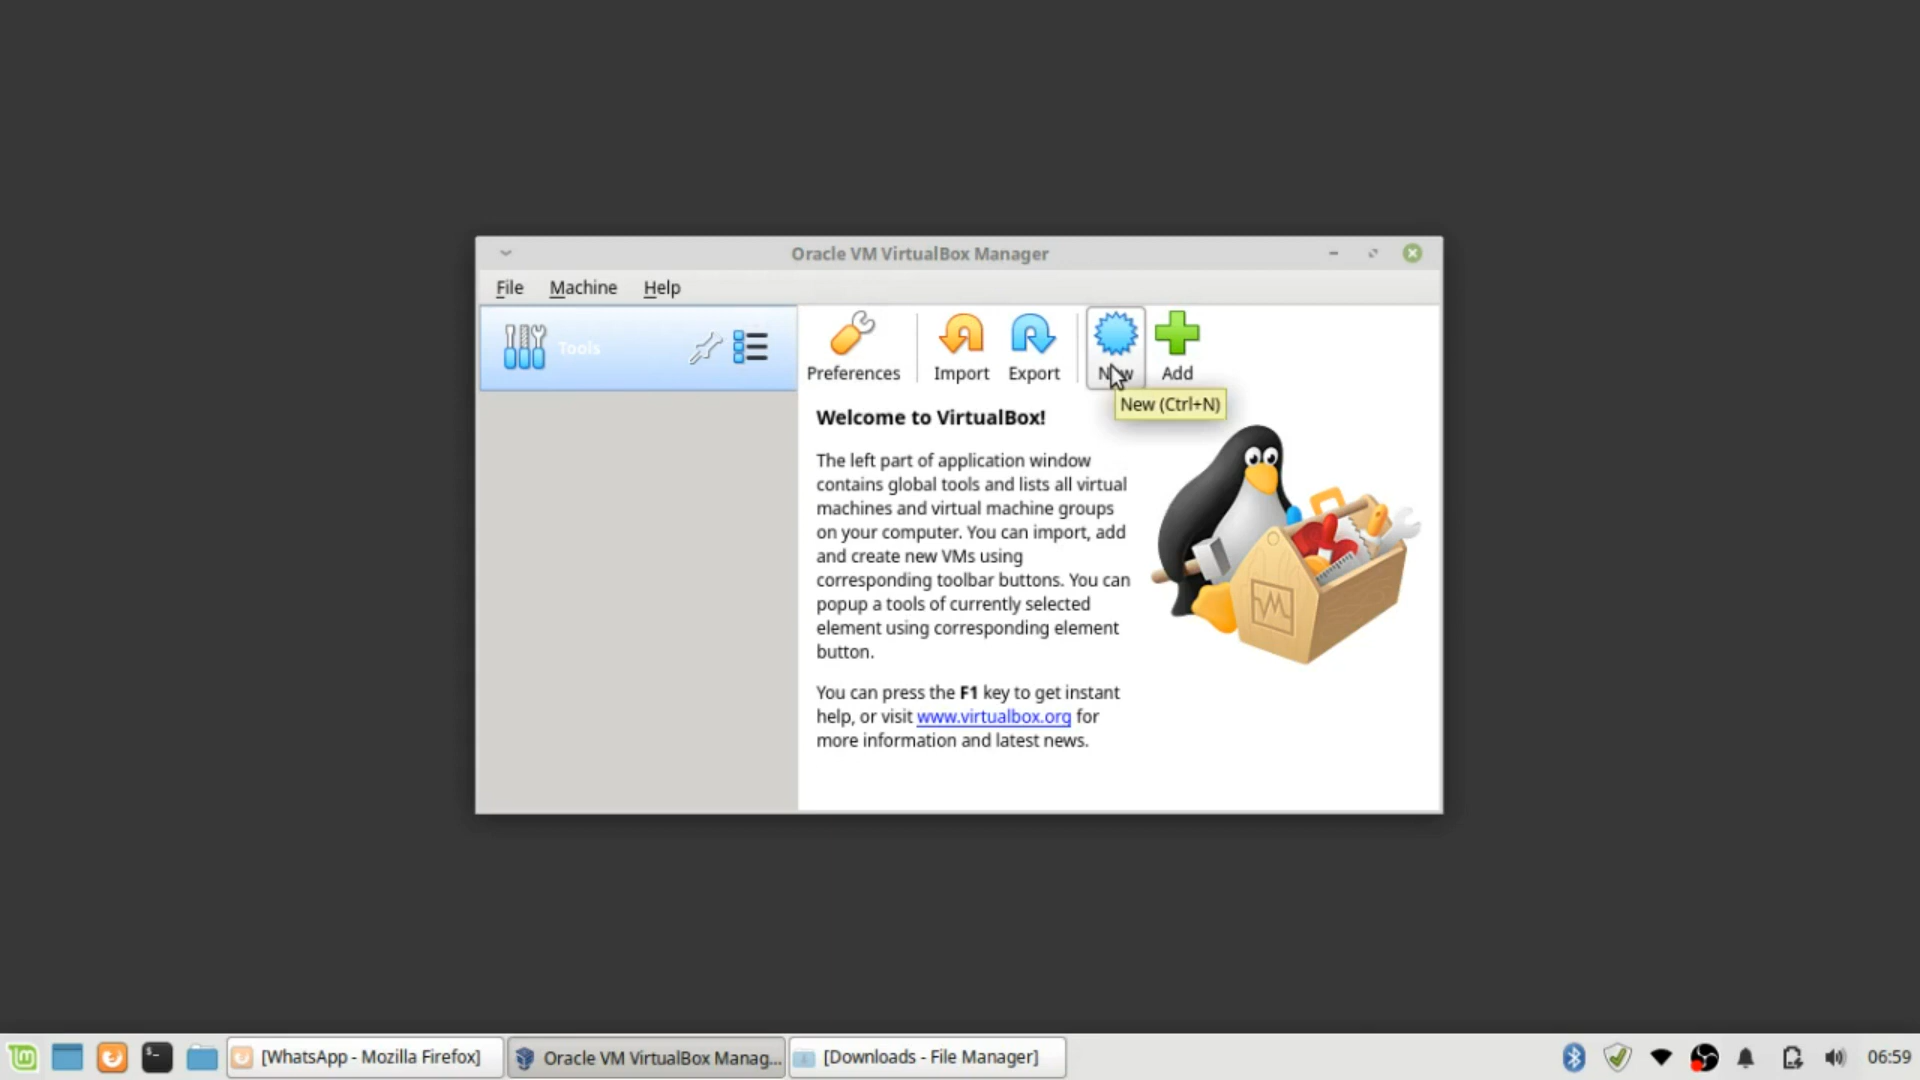 Oracle VM VirtualBox Manager
File Machine Help
Tools
Preferences Import Export New Add
New (Ctrl+N)
Welcome to VirtualBox!
The left part of application window
contains global tools and lists all virtual
machines and virtual machine groups
on your computer. You can import, add
and create new VMs using
corresponding toolbar buttons. You can
popup a tools of currently selected
element using corresponding element
button.
You can press the F1 key to get instant
help, or visit www.virtualbox.org for
more information and latest news.
[WhatsApp - Mozilla Firefox] Oracle VM VirtualBox Manag... [Downloads - File Manager] 06:59